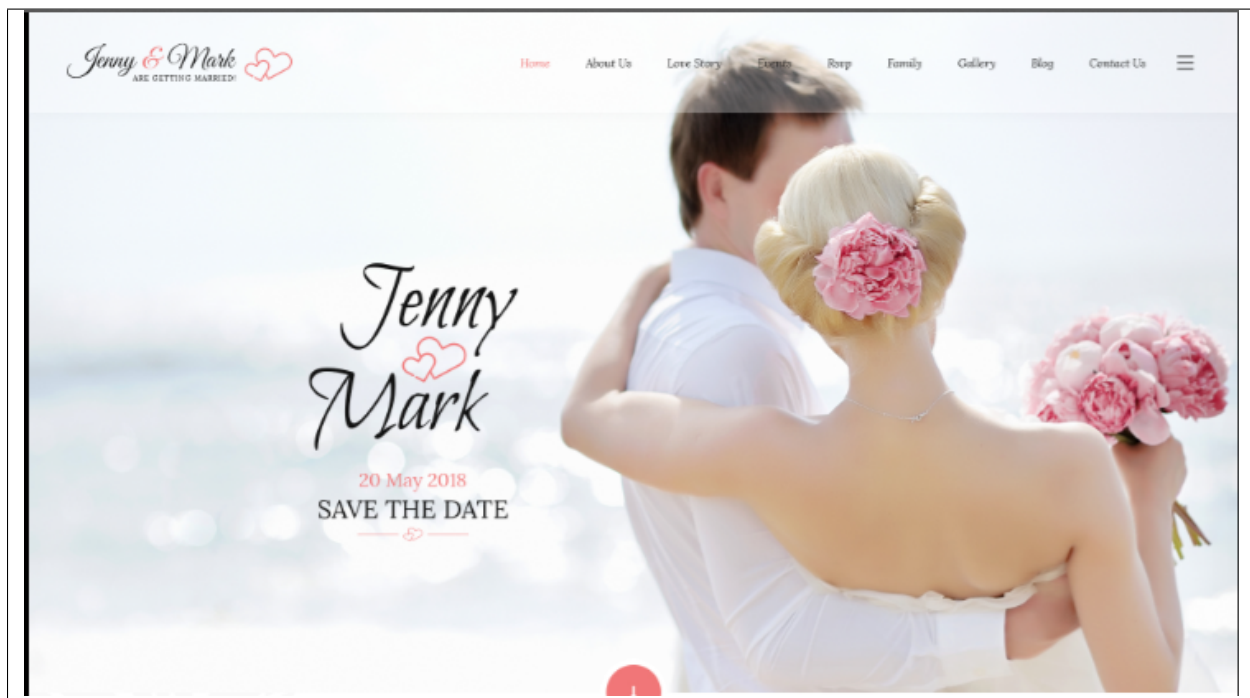 Jenny & Mark
ARE GETTING MARRIED!
Home About Us Love Story Events Rsvp Family Gallery Blog Contact Us
Jenny
Mark
20 May 2018
SAVE THE DATE